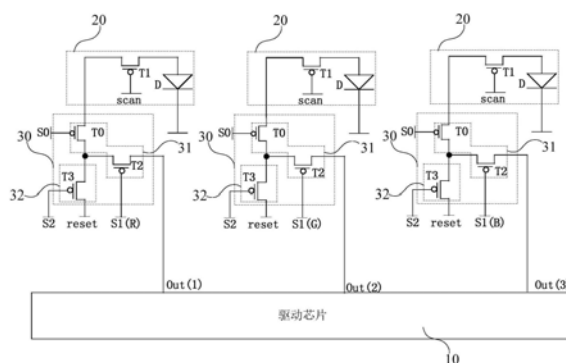 20 20 20
T1 T1 T1
D D D
scan scan scan
S0 T0 S0 T0 S0 T0
30 31 30 31 30 31
T3 T2 T3 T2 T3 T2
32 32 32
S2 reset S1(R) S2 reset S1(G) S2 reset S1(B)
Out(1) Out(2) Out(3
驱动芯片
10